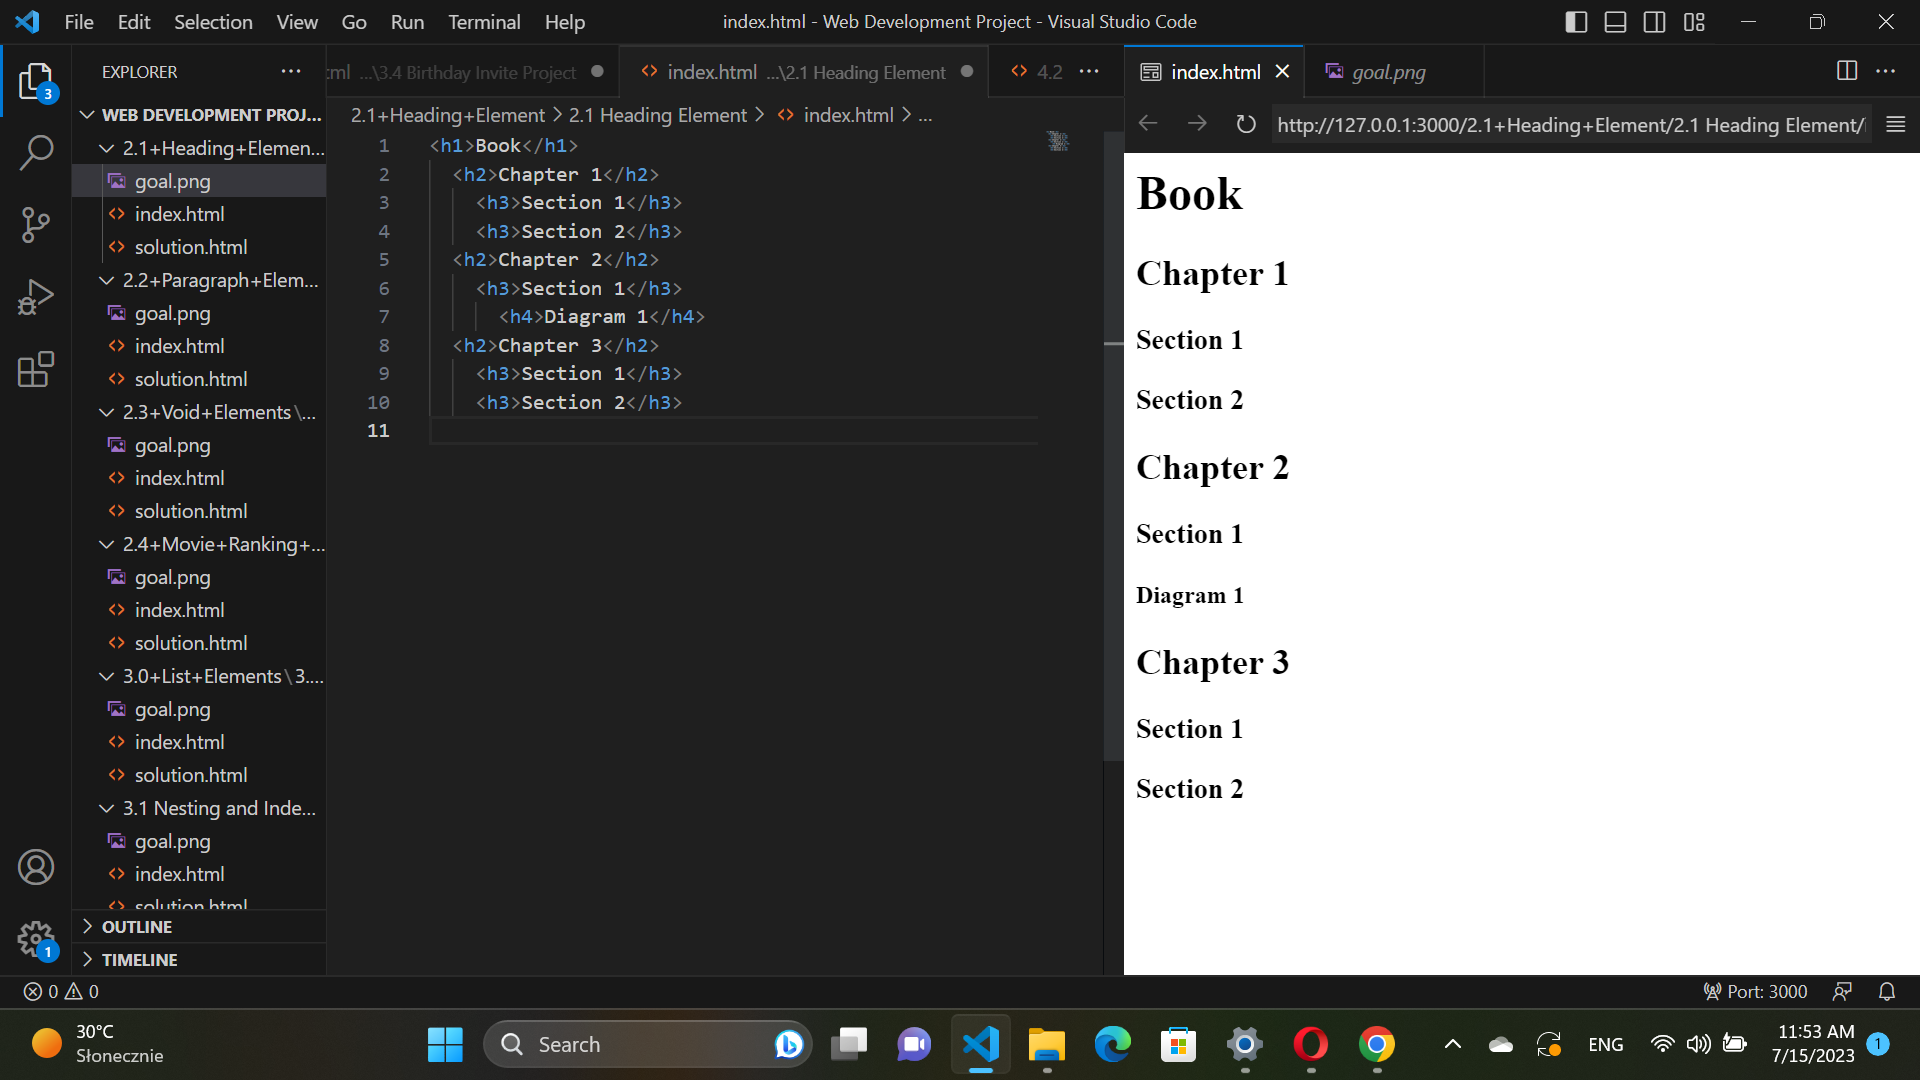 File Edit Selection View Go Run Terminal Help
index.html - Web Development Project - Visual Studio Code
EXPLORER
3
WEB DEVELOPMENT PROJ...
2.1+Heading+Elemen...
goal.png
index.html
solution.html
2.2+Paragraph+Elem...
goal.png
index.html
solution.html
2.3+Void+Elements\...
goal.png
index.html
solution.html
2.4+Movie+Ranking+...
goal.png
index.html
solution.html
3.0+List+Elements\3....
goal.png
index.html
solution.html
3.1 Nesting and Inde...
goal.png
index.html
solution.html
OUTLINE
TIMELINE
1
...\3.4 Birthday Invite Project
index.html ...\2.1 Heading Element
4.2 ...
2.1+Heading+Element > 2.1 Heading Element > index.html > ...
1 <h1>Book</h1>
2 <h2>Chapter 1</h2>
3 <h3>Section 1</h3>
4 <h3>Section 2</h3>
5 <h2>Chapter 2</h2>
6 <h3>Section 1</h3>
7 <h4>Diagram 1</h4>
8 <h2>Chapter 3</h2>
9 <h3>Section 1</h3>
10 <h3>Section 2</h3>
11
index.html goal.png
http://127.0.0.1:3000/2.1+Heading+Element/2.1 Heading Element/
Book
Chapter 1
Section 1
Section 2
Chapter 2
Section 1
Diagram 1
Chapter 3
Section 1
Section 2
0 0
Port: 3000
30°C
Słonecznie
Search
ENG
11:53 AM
7/15/2023
1